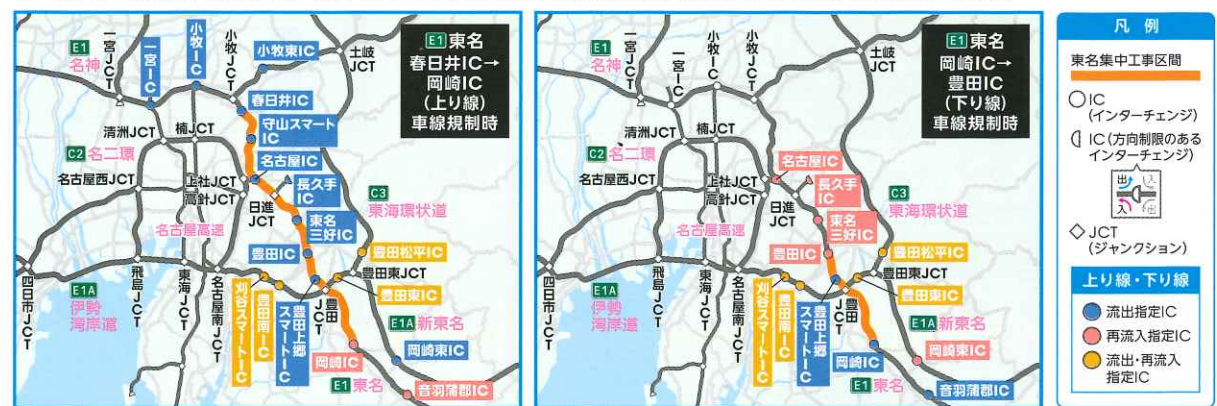 E1 東名
春日井IC→
岡崎IC
(上り線)
車線規制時
E1
名神
一宮JCT
一宮IC
小牧IC
小牧JCT
小牧東IC
土岐
JCT
春日井IC
守山スマート
IC
清洲JCT
楠JCT
C2 名二環
名古屋IC
名古屋西JCT
上社JCT
高針JCT
長久手
IC
日進
JCT
C3
東海環状道
名古屋高速
東名
三好IC
豊田IC
豊田松平IC
豊田東JCT
豊田東IC
四日市JCT
E1A
伊勢
湾岸道
飛島JCT
東海JCT
名古屋南JCT
刈谷スマートIC
豊田南IC
豊田上郷
スマートIC
豊田
JCT
E1A 新東名
岡崎IC
岡崎東IC
E1 東名
音羽蒲郡IC
E1 東名
岡崎IC→
豊田IC
(下り線)
車線規制時
E1
名神
一宮JCT
一宮IC
小牧IC
小牧JCT
土岐
JCT
清洲JCT
楠JCT
C2 名二環
名古屋IC
名古屋西JCT
上社JCT
高針JCT
長久手
IC
日進
JCT
C3
東海環状道
名古屋高速
東名
三好IC
豊田IC
豊田松平IC
豊田東JCT
豊田東IC
四日市JCT
E1A
伊勢
湾岸道
飛島JCT
東海JCT
名古屋南JCT
刈谷スマートIC
豊田南IC
豊田上郷
スマートIC
豊田
JCT
E1A 新東名
岡崎IC
岡崎東IC
E1 東名
音羽蒲郡IC
凡例
東名集中工事区間
IC
(インターチェンジ)
IC(方向制限のある
インターチェンジ)
出 入
入 出
JCT
(ジャンクション)
上り線・下り線
流出指定IC
再流入指定IC
流出・再流入
指定IC